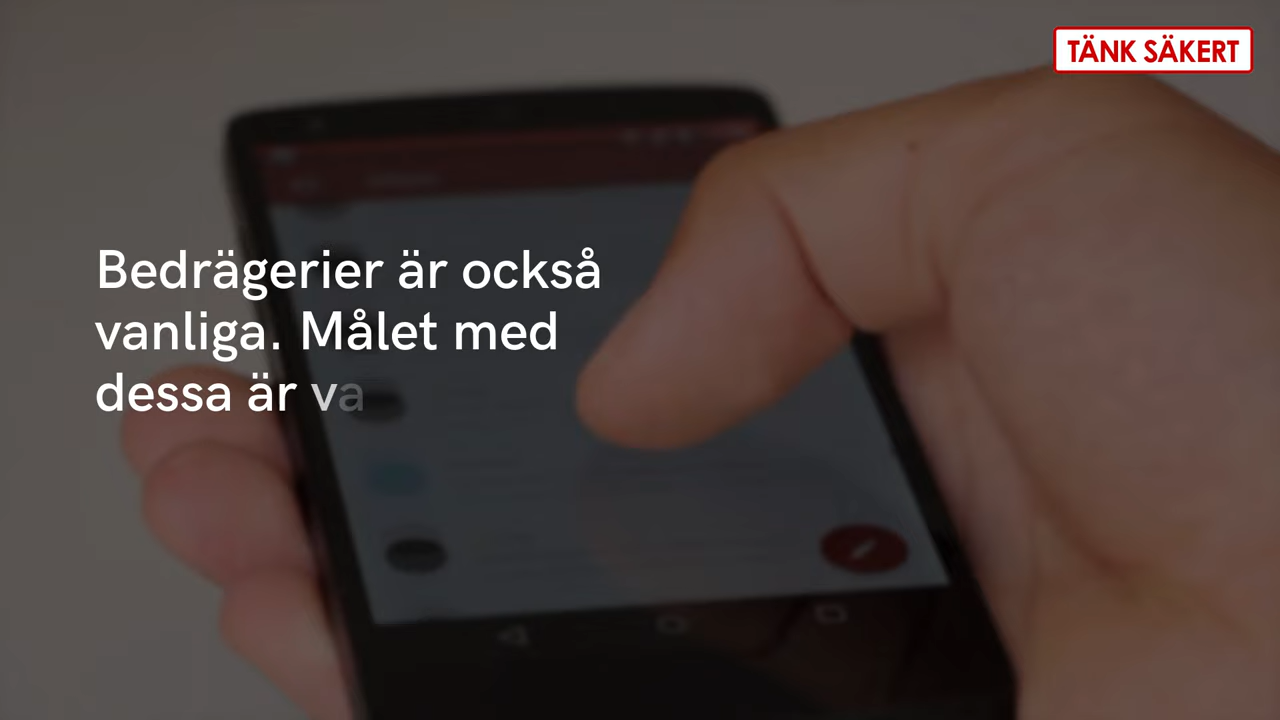 TÄNK SÄKERT
Bedrägerier är också
vanliga. Målet med
dessa är va